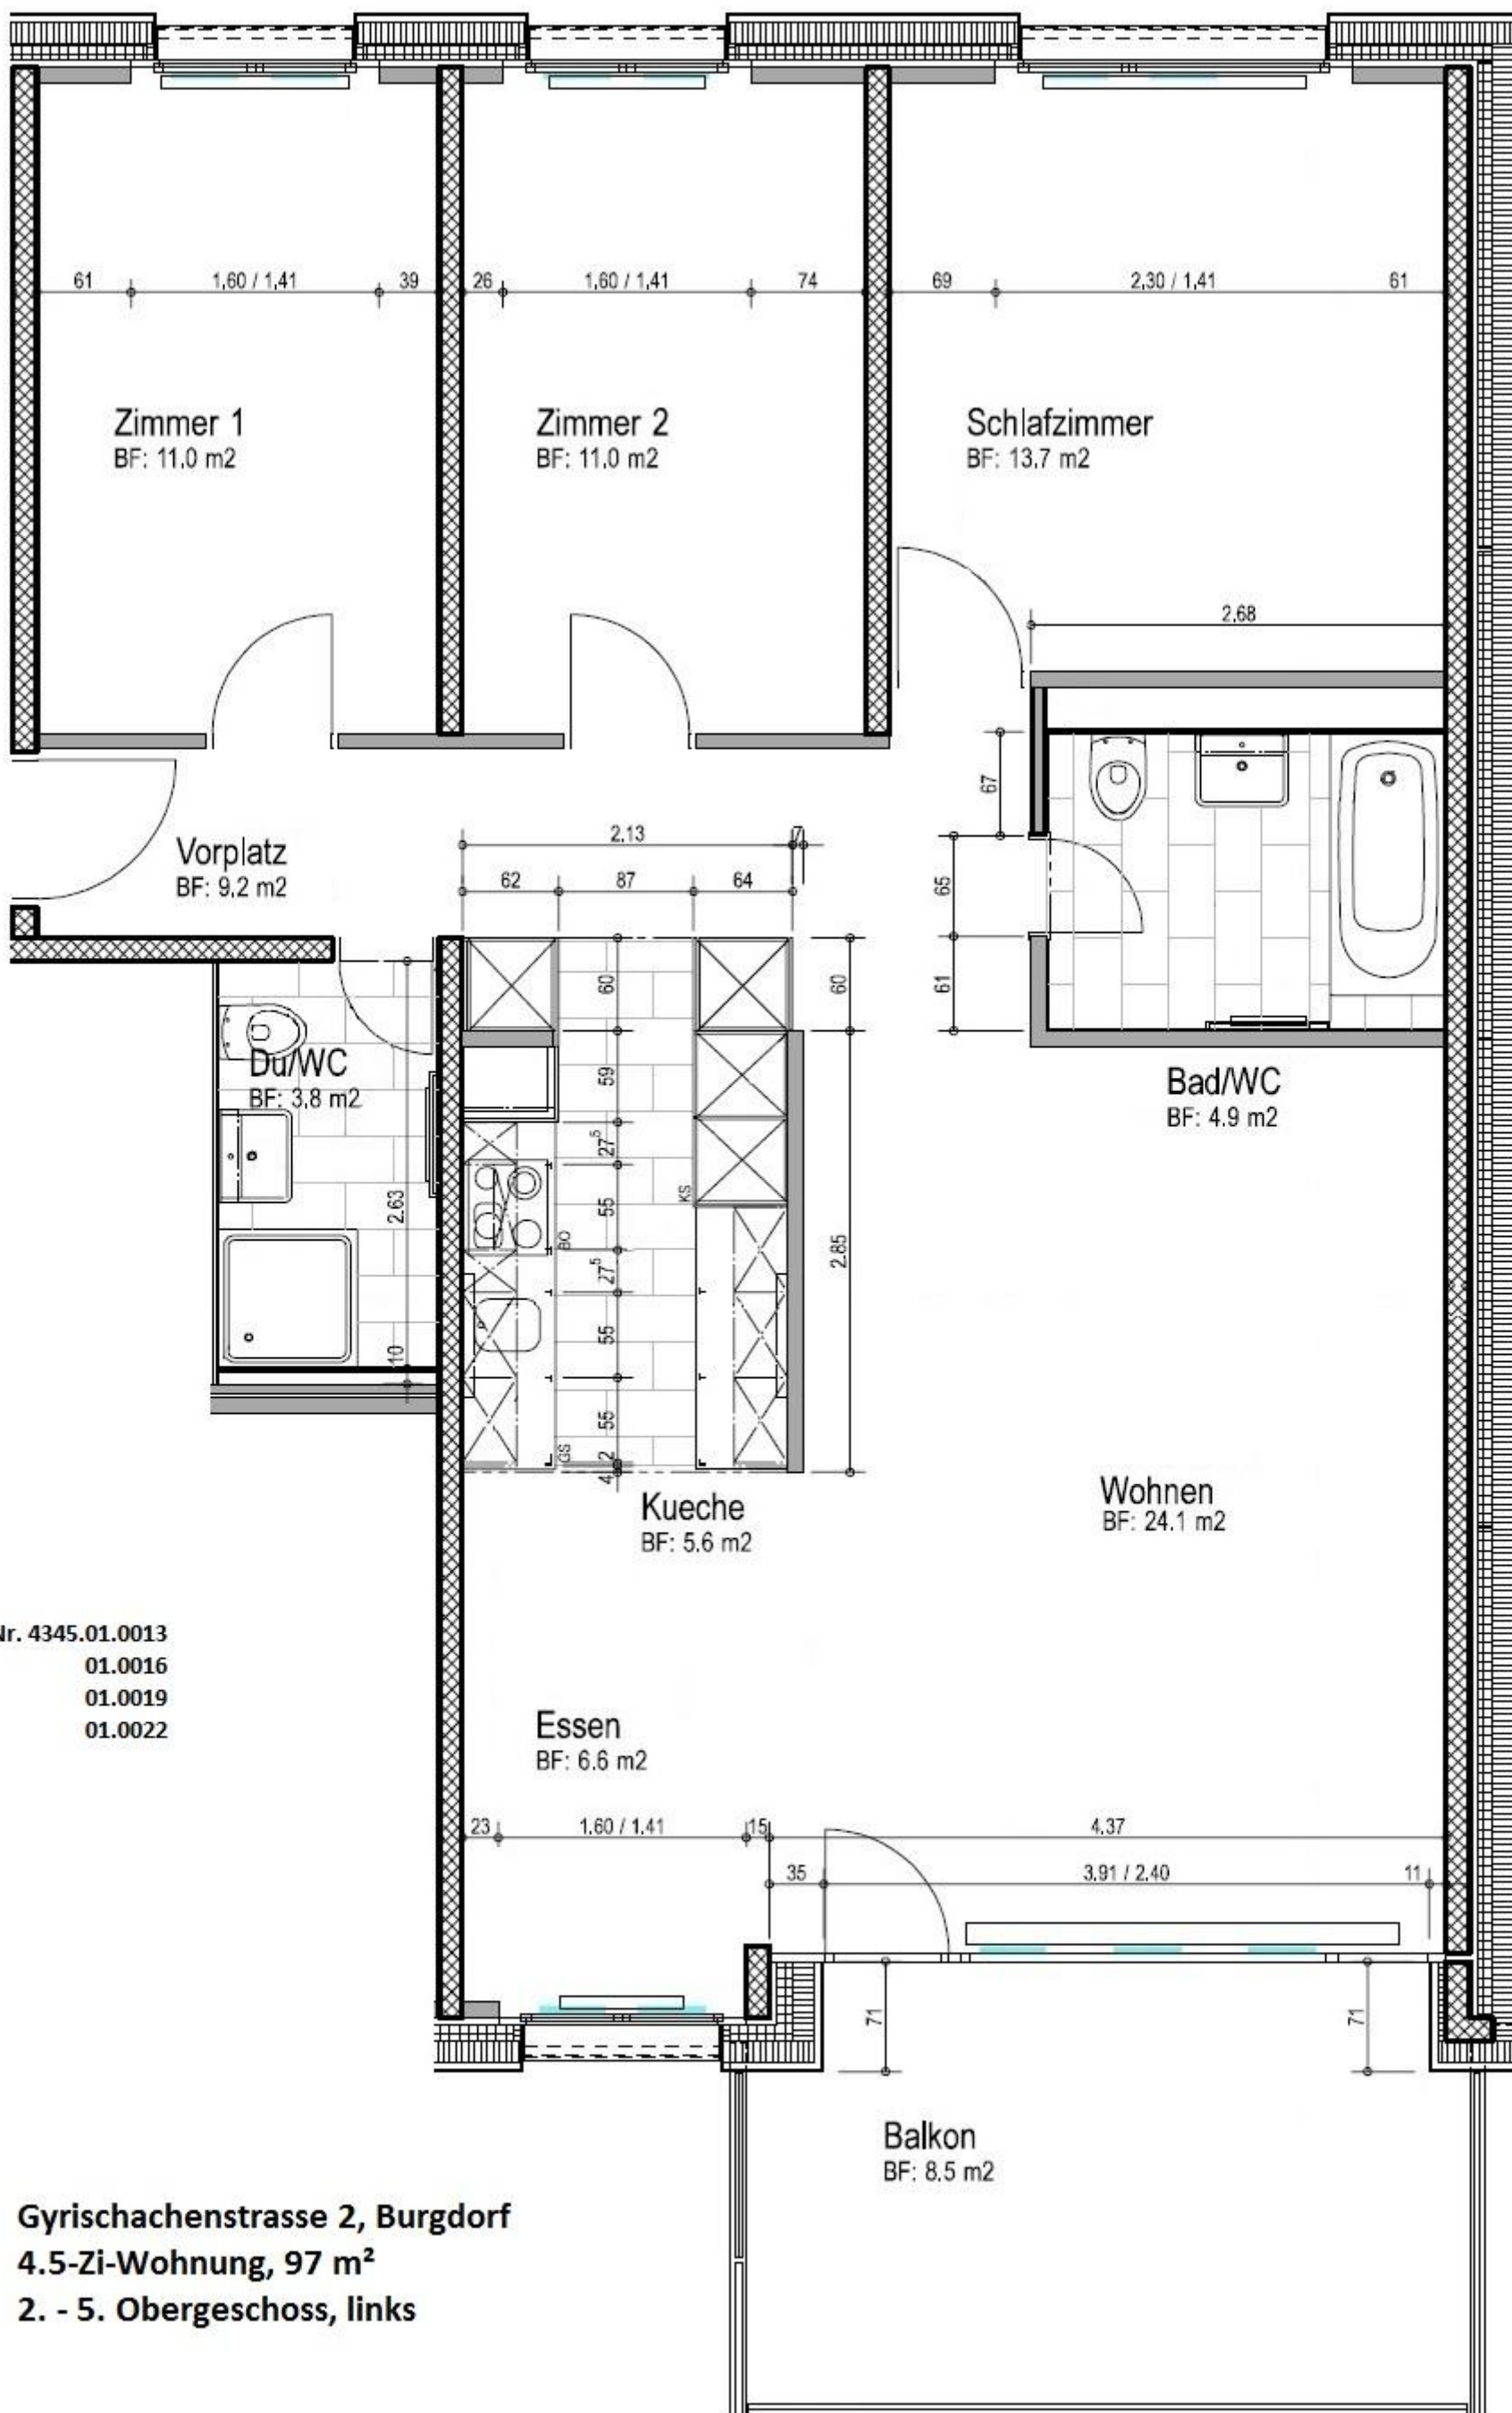 61 1,60 / 1,41 39 26 1,60 / 1,41 74 69 2,30 / 1,41 61
Zimmer 1
BF: 11.0 m2
Zimmer 2
BF: 11.0 m2
Schlafzimmer
BF: 13.7 m2
2,68
67
Vorplatz
BF: 9.2 m2
2,13 7
62 87 64
65
61
60
60
59
27⁵
55
27⁵
55
55
2
4
KS
BO
GS
2,85
Du/WC
BF: 3.8 m2
2,63
10
Bad/WC
BF: 4.9 m2
Kueche
BF: 5.6 m2
Wohnen
BF: 24.1 m2
Nr. 4345.01.0013
01.0016
01.0019
01.0022
Essen
BF: 6.6 m2
23 1,60 / 1,41 15 4,37
35 3,91 / 2,40 11
71 71
Balkon
BF: 8.5 m2
Gyrischachenstrasse 2, Burgdorf
4.5-Zi-Wohnung, 97 m²
2. - 5. Obergeschoss, links